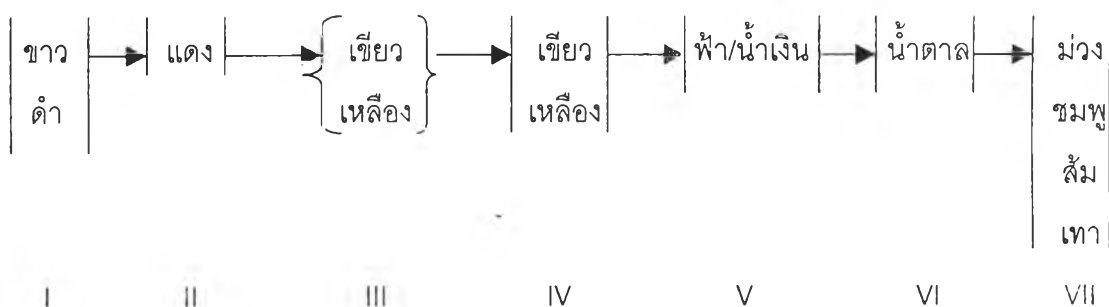 ขาว แดง เขียว เขียว ฟ้า/น้ำเงิน น้ำตาล ม่วง
ดำ เหลือง เหลือง ชมพู
ส้ม
เทา
I II III IV V VI VII